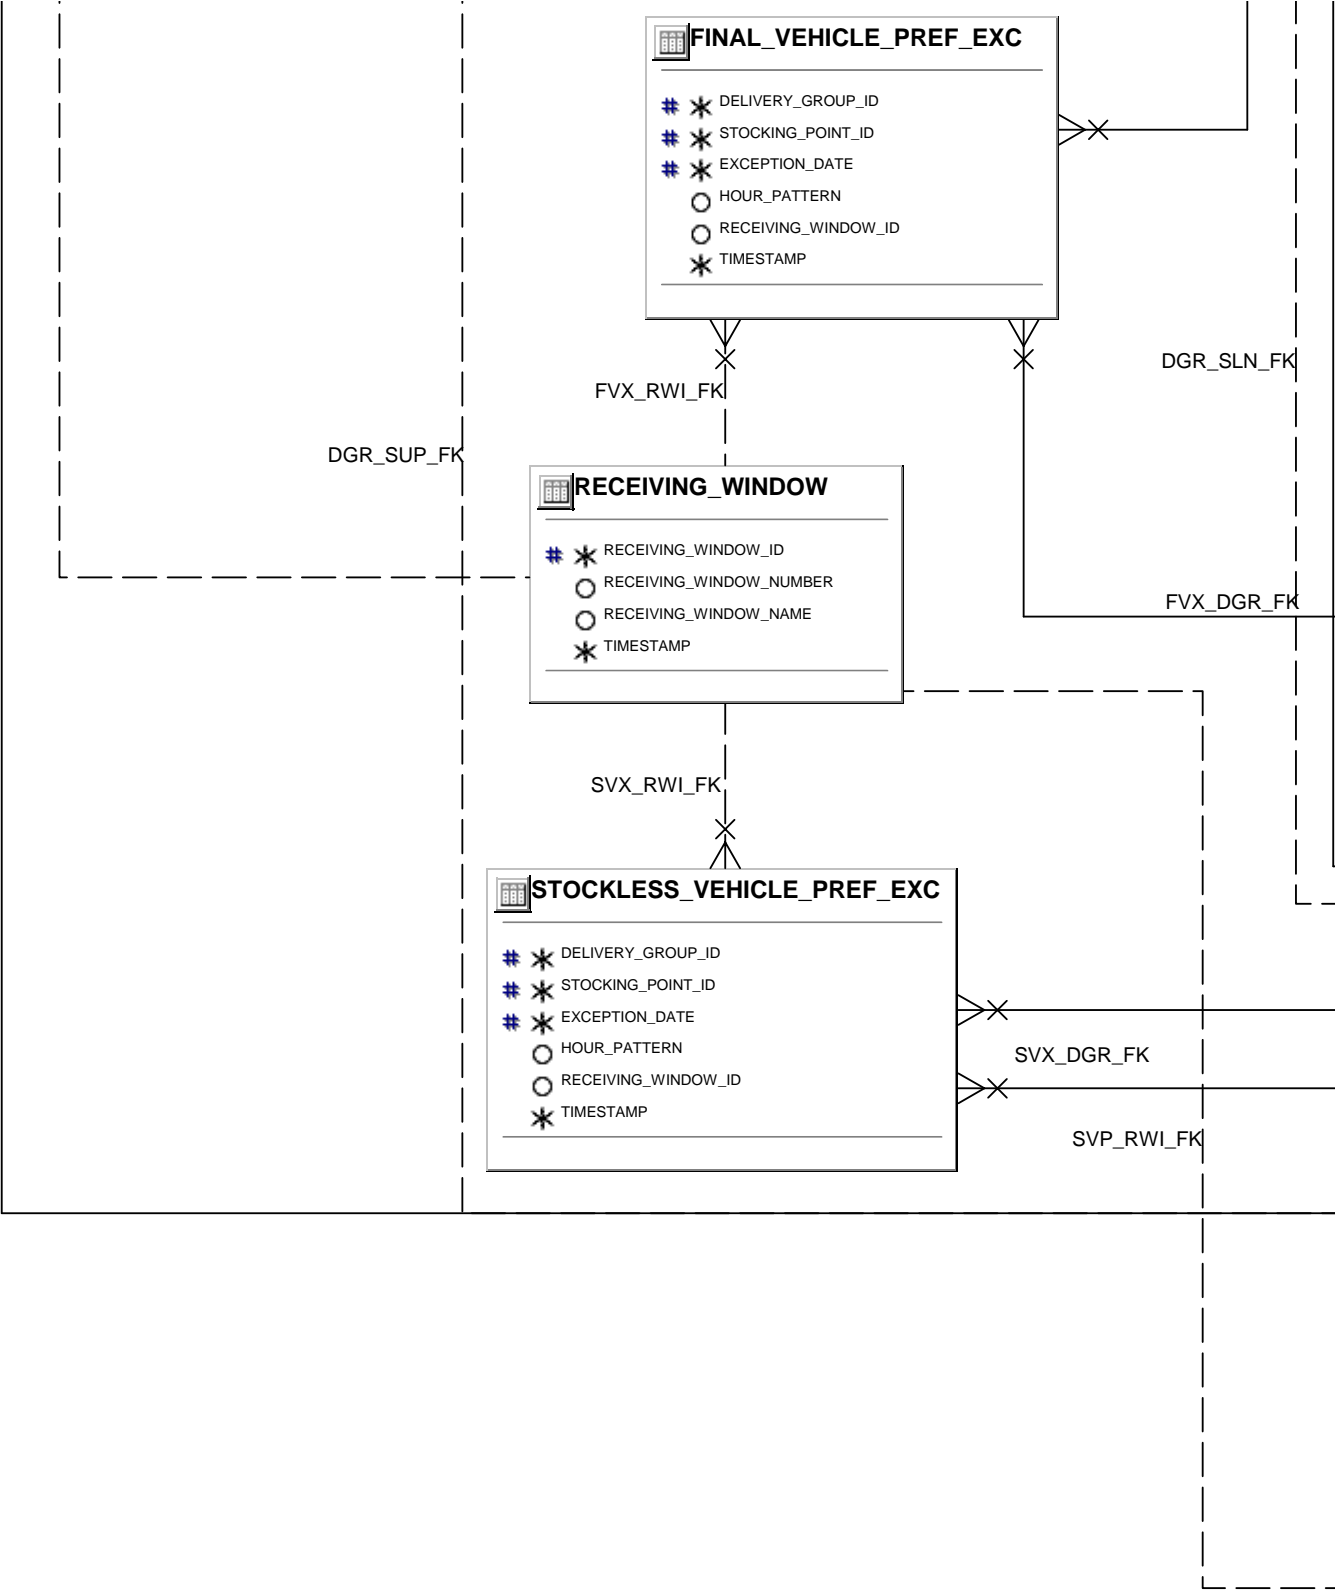 FINAL_VEHICLE_PREF_EXC
# * DELIVERY_GROUP_ID
# * STOCKING_POINT_ID
# * EXCEPTION_DATE
HOUR_PATTERN
RECEIVING_WINDOW_ID
* TIMESTAMP
DGR_SLN_FK
FVX_RWI_FK
DGR_SUP_FK
RECEIVING_WINDOW
# * RECEIVING_WINDOW_ID
RECEIVING_WINDOW_NUMBER
RECEIVING_WINDOW_NAME
* TIMESTAMP
FVX_DGR_FK
SVX_RWI_FK
STOCKLESS_VEHICLE_PREF_EXC
# * DELIVERY_GROUP_ID
# * STOCKING_POINT_ID
# * EXCEPTION_DATE
HOUR_PATTERN
RECEIVING_WINDOW_ID
* TIMESTAMP
SVX_DGR_FK
SVP_RWI_FK